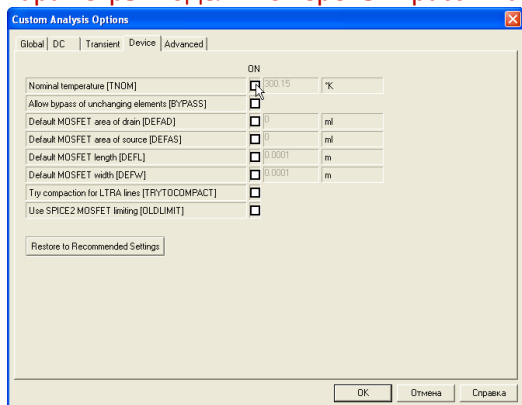 Custom Analysis Options
Global DC Transient Device Advanced
ON
Nominal temperature [TNOM] 300.15 °K
Allow bypass of unchanging elements [BYPASS]
Default MOSFET area of drain [DEFAD] 0 ml
Default MOSFET area of source [DEFAS] 0 ml
Default MOSFET length [DEFL] 0.0001 m
Default MOSFET width [DEFW] 0.0001 m
Try compaction for LTRA lines [TRYTOCOMPACT]
Use SPICE2 MOSFET limiting [OLDLIMIT]
Restore to Recommended Settings
OK Отмена Справка